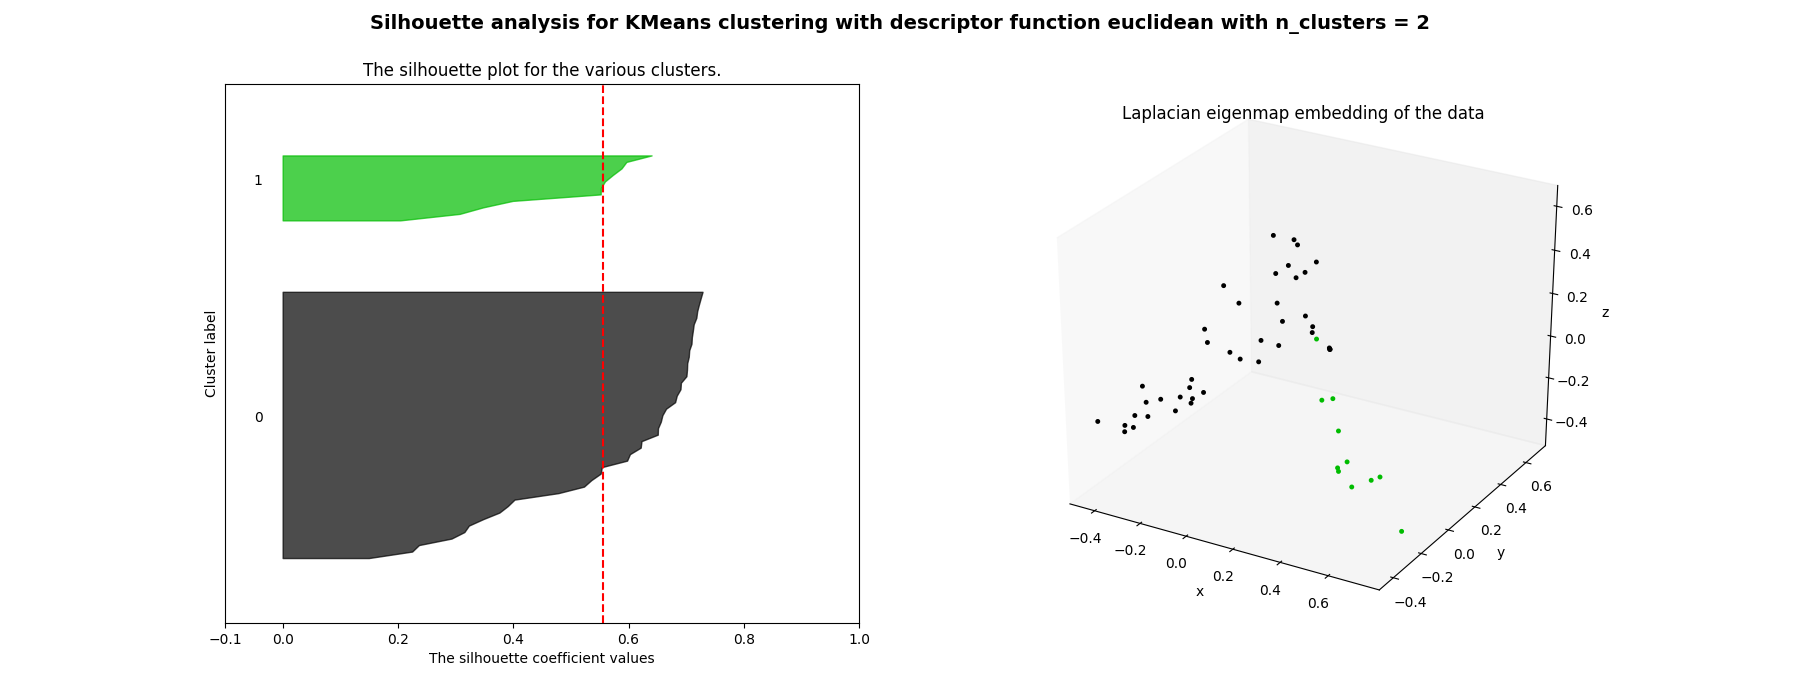 Silhouette analysis for KMeans clustering with descriptor function euclidean with n_clusters = 2
The silhouette plot for the various clusters.
1
0
Cluster label
−0.1 0.0 0.2 0.4 0.6 0.8 1.0
The silhouette coefficient values
Laplacian eigenmap embedding of the data
0.6
0.4
0.2
0.0
−0.2
−0.4
z
−0.4
−0.2
0.0
0.2
0.4
0.6
x
0.6
0.4
0.2
0.0
−0.2
−0.4
y